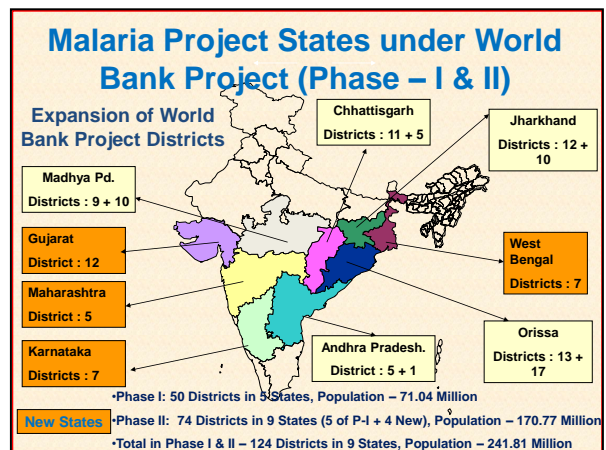 Malaria Project States under World
Bank Project (Phase – I & II)
Expansion of World
Bank Project Districts
Chhattisgarh
Districts : 11 + 5
Jharkhand
Districts : 12 +
10
Madhya Pd.
Districts : 9 + 10
Gujarat
District : 12
Maharashtra
District : 5
Karnataka
Districts : 7
West
Bengal
Districts : 7
Orissa
Districts : 13 +
17
Andhra Pradesh.
District : 5 + 1
•Phase I: 50 Districts in 5 States, Population – 71.04 Million
New States
•Phase II: 74 Districts in 9 States (5 of P-I + 4 New), Population – 170.77 Million
•Total in Phase I & II – 124 Districts in 9 States, Population – 241.81 Million